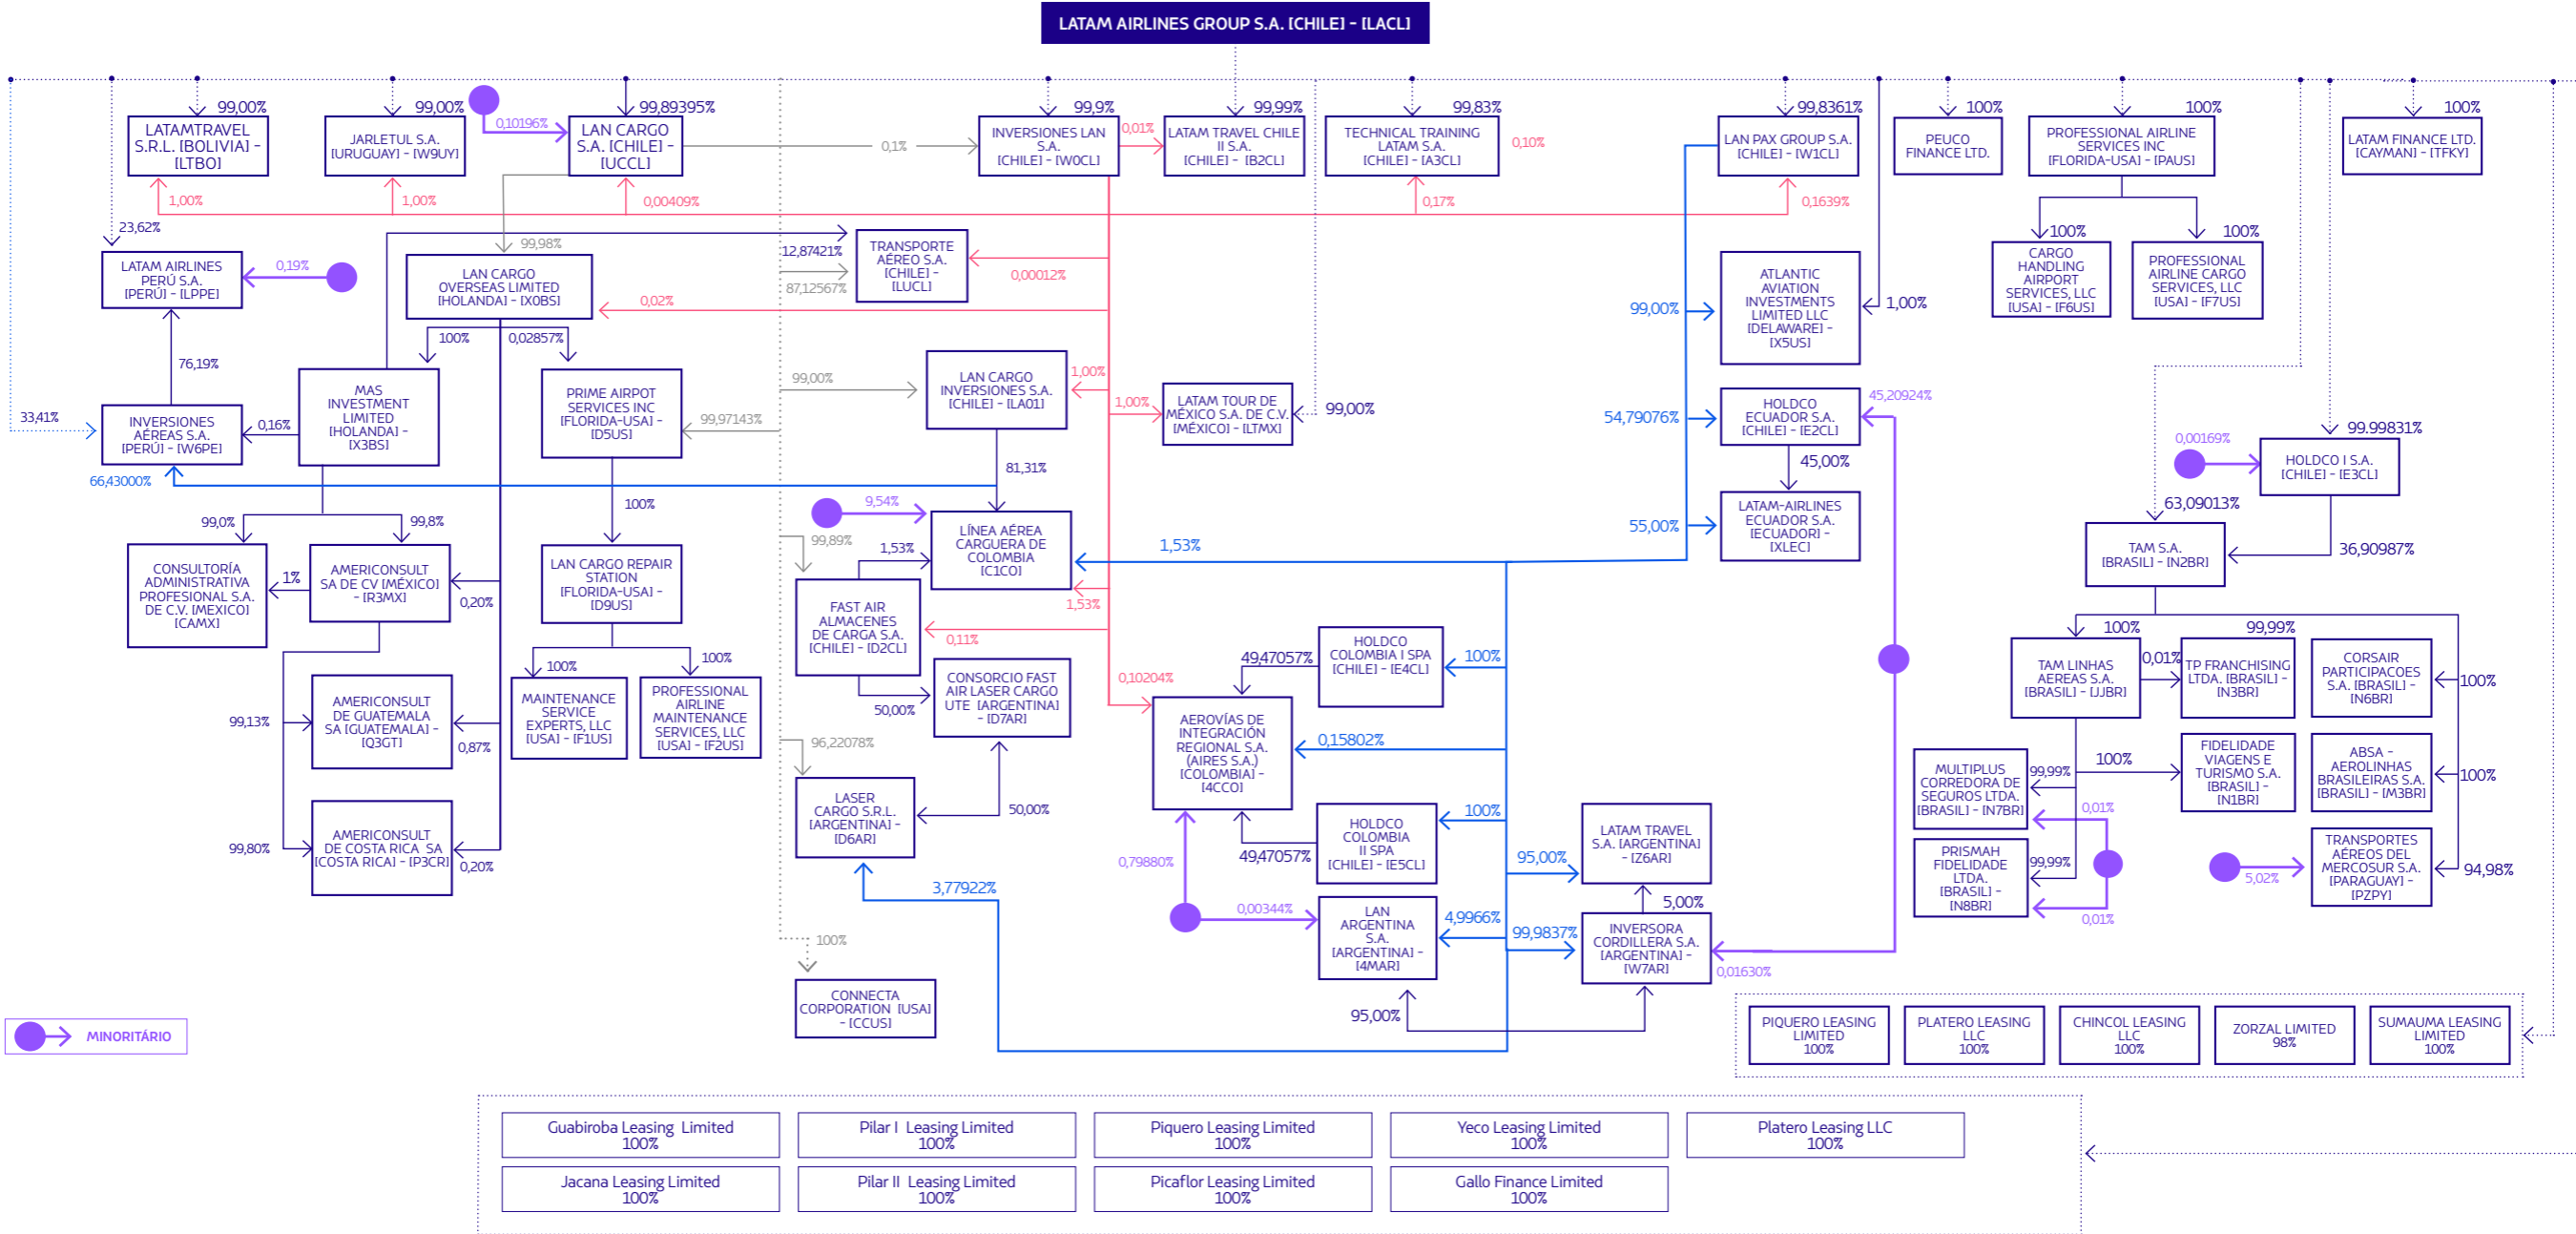 LATAM AIRLINES GROUP S.A. [CHILE] - [LACL]
99,00%
LATAMTRAVEL
S.R.L. [BOLIVIA] -
[LTBO]
1,00%
99,00%
JARLETUL S.A.
[URUGUAY] - [W9UY]
1,00%
0,10196%
99,89395%
LAN CARGO
S.A. [CHILE] -
[UCCL]
0,00409%
0,1%
99,9%
INVERSIONES LAN
S.A.
[CHILE] - [W0CL]
0,01%
99,99%
LATAM TRAVEL CHILE
II S.A.
[CHILE] - [B2CL]
99,83%
TECHNICAL TRAINING
LATAM S.A.
[CHILE] - [A3CL]
0,10%
0,17%
99,8361%
LAN PAX GROUP S.A.
[CHILE] - [W1CL]
0,1639%
100%
PEUCO
FINANCE LTD.
100%
PROFESSIONAL AIRLINE
SERVICES INC
[FLORIDA-USA] - [PAUS]
100%
LATAM FINANCE LTD.
[CAYMAN] - [TFKY]
23,62%
LATAM AIRLINES
PERÚ S.A.
[PERÚ] - [LPPE]
0,19%
99,98%
LAN CARGO
OVERSEAS LIMITED
[HOLANDA] - [X0BS]
0,02%
12,87421%
87,12567%
TRANSPORTE
AÉREO S.A.
[CHILE] -
[LUCL]
0,00012%
99,00%
ATLANTIC
AVIATION
INVESTMENTS
LIMITED LLC
[DELAWARE] -
[X5US]
1,00%
100%
CARGO
HANDLING
AIRPORT
SERVICES, LLC
[USA] - [F6US]
100%
PROFESSIONAL
AIRLINE CARGO
SERVICES, LLC
[USA] - [F7US]
76,19%
100%
0,02857%
33,41%
INVERSIONES
AÉREAS S.A.
[PERÚ] - [W6PE]
0,16%
66,43000%
MAS
INVESTMENT
LIMITED
[HOLANDA] -
[X3BS]
PRIME AIRPOT
SERVICES INC
[FLORIDA-USA] -
[D5US]
99,97143%
99,00%
LAN CARGO
INVERSIONES S.A.
[CHILE] - [LA01]
1,00%
1,00%
LATAM TOUR DE
MÉXICO S.A. DE C.V.
[MÉXICO] - [LTMX]
99,00%
54,79076%
HOLDCO
ECUADOR S.A.
[CHILE] - [E2CL]
45,20924%
45,00%
0,00169%
99.99831%
HOLDCO I S.A.
[CHILE] - [E3CL]
81,31%
100%
9,54%
LÍNEA AÉREA
CARGUERA DE
COLOMBIA
[C1CO]
1,53%
1,53%
1,53%
55,00%
LATAM-AIRLINES
ECUADOR S.A.
[ECUADOR] -
[XLEC]
63,09013%
TAM S.A.
[BRASIL] - [N2BR]
36,90987%
99,0%
99,8%
CONSULTORÍA
ADMINISTRATIVA
PROFESIONAL S.A.
DE C.V. [MEXICO]
[CAMX]
1%
AMERICONSULT
SA DE CV [MÉXICO]
- [R3MX]
0,20%
LAN CARGO REPAIR
STATION
[FLORIDA-USA] -
[D9US]
99,89%
FAST AIR
ALMACENES
DE CARGA S.A.
[CHILE] - [D2CL]
0,11%
50,00%
CONSORCIO FAST
AIR LASER CARGO
UTE [ARGENTINA]
- [D7AR]
50,00%
99,13%
AMERICONSULT
DE GUATEMALA
SA [GUATEMALA] -
[Q3GT]
0,87%
100%
MAINTENANCE
SERVICE
EXPERTS, LLC
[USA] - [F1US]
100%
PROFESSIONAL
AIRLINE
MAINTENANCE
SERVICES, LLC
[USA] - [F2US]
99,80%
AMERICONSULT
DE COSTA RICA SA
[COSTA RICA] - [P3CR]
0,20%
96,22078%
LASER
CARGO S.R.L.
[ARGENTINA] -
[D6AR]
3,77922%
100%
CONNECTA
CORPORATION [USA]
- [CCUS]
49,47057%
HOLDCO
COLOMBIA I SPA
[CHILE] - [E4CL]
100%
0,10204%
AEROVÍAS DE
INTEGRACIÓN
REGIONAL S.A.
(AIRES S.A.)
[COLOMBIA] -
[4CCO]
0,15802%
0,79880%
49,47057%
HOLDCO
COLOMBIA
II SPA
[CHILE] - [E5CL]
100%
0,00344%
LAN
ARGENTINA
S.A.
[ARGENTINA] -
[4MAR]
4,9966%
95,00%
95,00%
LATAM TRAVEL
S.A. [ARGENTINA]
- [Z6AR]
5,00%
99,9837%
INVERSORA
CORDILLERA S.A.
[ARGENTINA] -
[W7AR]
0,01630%
100%
TAM LINHAS
AEREAS S.A.
[BRASIL] - [JJBR]
0,01%
99,99%
TP FRANCHISING
LTDA. [BRASIL] -
[N3BR]
CORSAIR
PARTICIPACOES
S.A. [BRASIL] -
[N6BR]
100%
MULTIPLUS
CORREDORA DE
SEGUROS LTDA.
[BRASIL] - [N7BR]
99,99%
0,01%
100%
FIDELIDADE
VIAGENS E
TURISMO S.A.
[BRASIL] -
[N1BR]
ABSA -
AEROLINHAS
BRASILEIRAS S.A.
[BRASIL] - [M3BR]
100%
PRISMAH
FIDELIDADE
LTDA.
[BRASIL] -
[N8BR]
99,99%
0,01%
5,02%
TRANSPORTES
AÉREOS DEL
MERCOSUR S.A.
[PARAGUAY] -
[PZPY]
94,98%
MINORITÁRIO
PIQUERO LEASING
LIMITED
100%
PLATERO LEASING
LLC
100%
CHINCOL LEASING
LLC
100%
ZORZAL LIMITED
98%
SUMAUMA LEASING
LIMITED
100%
Guabiroba Leasing Limited
100%
Pilar I Leasing Limited
100%
Piquero Leasing Limited
100%
Yeco Leasing Limited
100%
Platero Leasing LLC
100%
Jacana Leasing Limited
100%
Pilar II Leasing Limited
100%
Picaflor Leasing Limited
100%
Gallo Finance Limited
100%